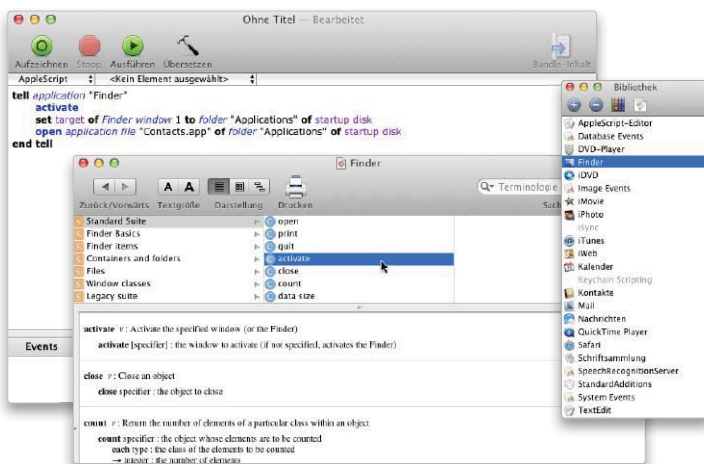 Ohne Titel — Bearbeitet
Aufzeichnen Stopp Ausführen Übersetzen Bundle-Inhalt
AppleScript <Kein Element ausgewählt>
tell application "Finder"
activate
set target of Finder window 1 to folder "Applications" of startup disk
open application file "Contacts.app" of folder "Applications" of startup disk
end tell
Events
Finder
A A Terminologie
Zurück/Vorwärts Textgröße Darstellung Drucken Such
S Standard Suite
S Finder Basics
S Finder items
S Containers and folders
S Files
S Window classes
S Legacy suite
C open
C print
C quit
C activate
C close
C count
C data size
activate v : Activate the specified window (or the Finder)
activate [specifier] : the window to activate (if not specified, activates the Finder)
close v : Close an object
close specifier : the object to close
count v : Return the number of elements of a particular class within an object
count specifier : the object whose elements are to be counted
each type : the class of the elements to be counted
→ integer : the number of elements
Bibliothek
AppleScript-Editor
Database Events
DVD-Player
Finder
iDVD
Image Events
iMovie
iPhoto
iSync
iTunes
iWeb
Kalender
Keychain Scripting
Kontakte
Mail
Nachrichten
QuickTime Player
Safari
Schriftsammlung
SpeechRecognitionServer
StandardAdditions
System Events
TextEdit